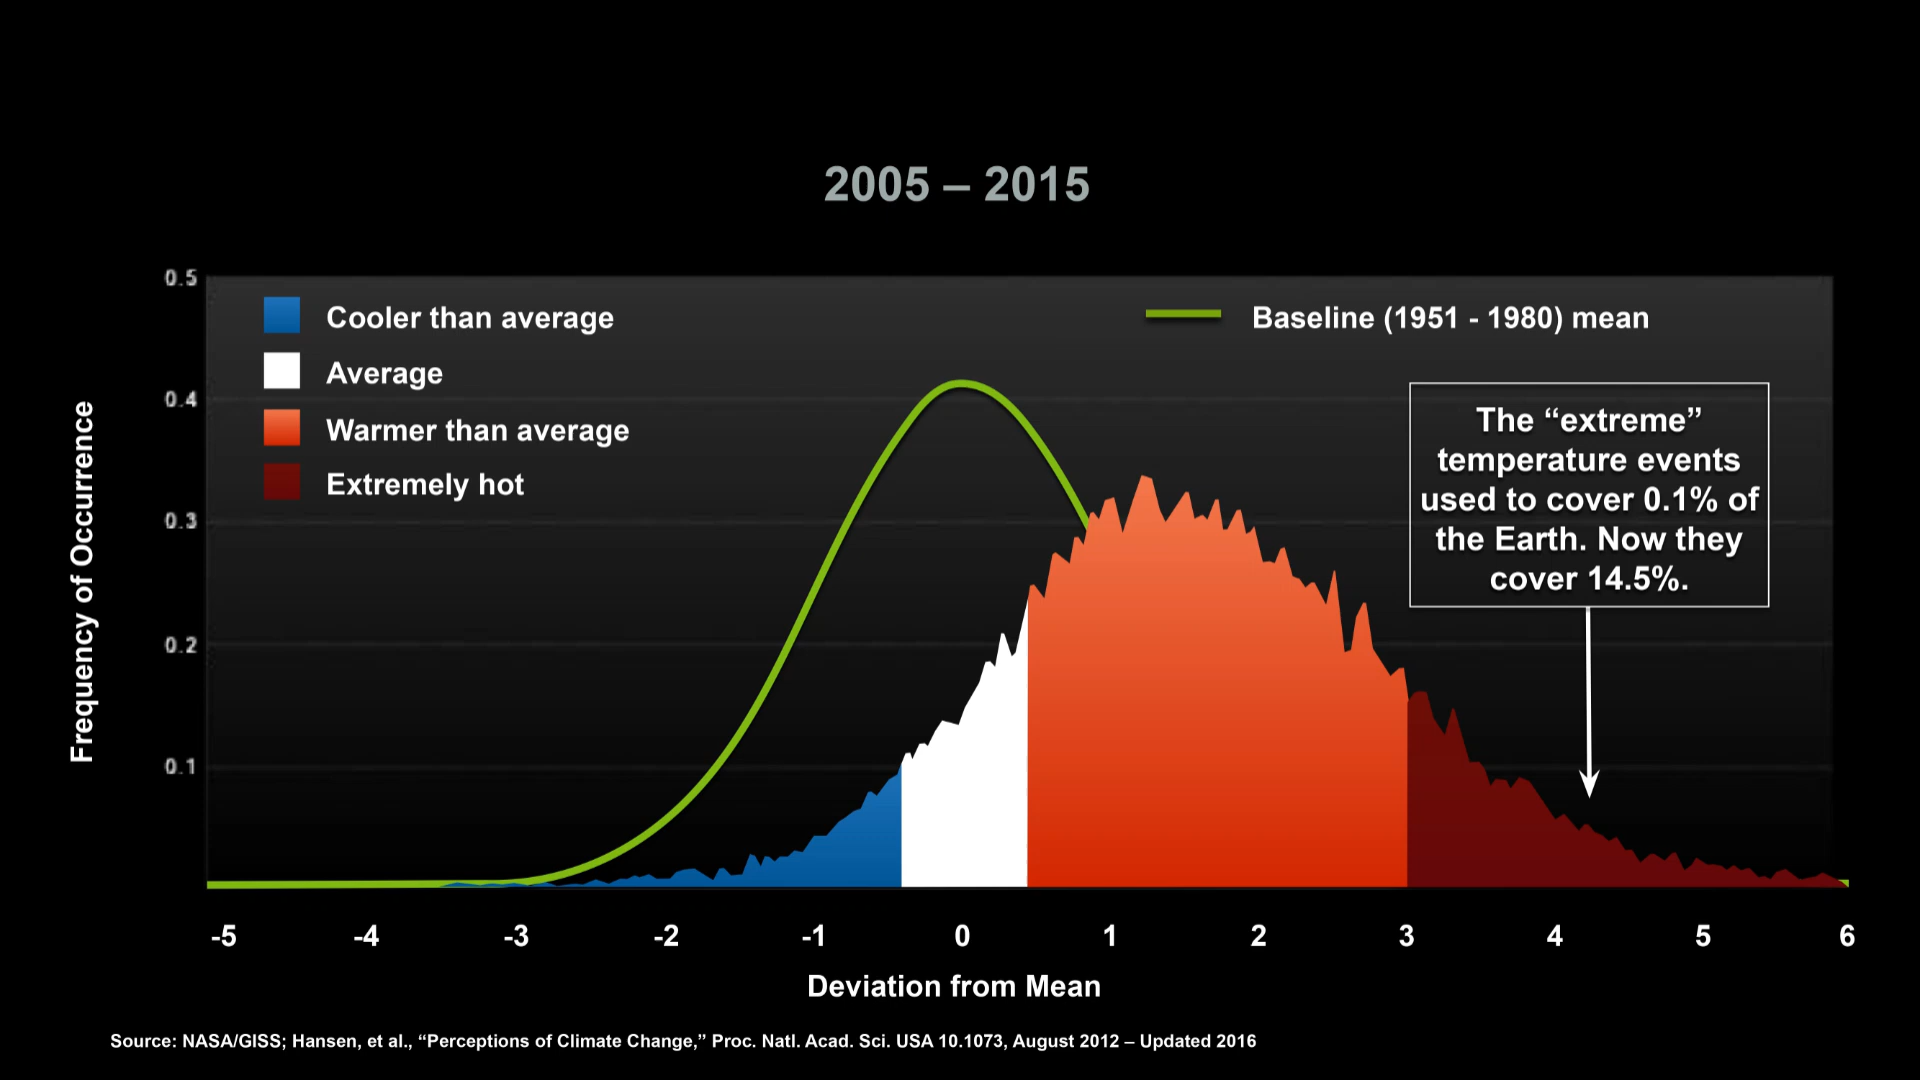 2005 – 2015
0.5
0.4
0.3
0.2
0.1
Frequency of Occurrence
Cooler than average
Average
Warmer than average
Extremely hot
Baseline (1951 - 1980) mean
The “extreme”
temperature events
used to cover 0.1% of
the Earth. Now they
cover 14.5%.
-5 -4 -3 -2 -1 0 1 2 3 4 5 6
Deviation from Mean
Source: NASA/GISS; Hansen, et al., “Perceptions of Climate Change,” Proc. Natl. Acad. Sci. USA 10.1073, August 2012 – Updated 2016